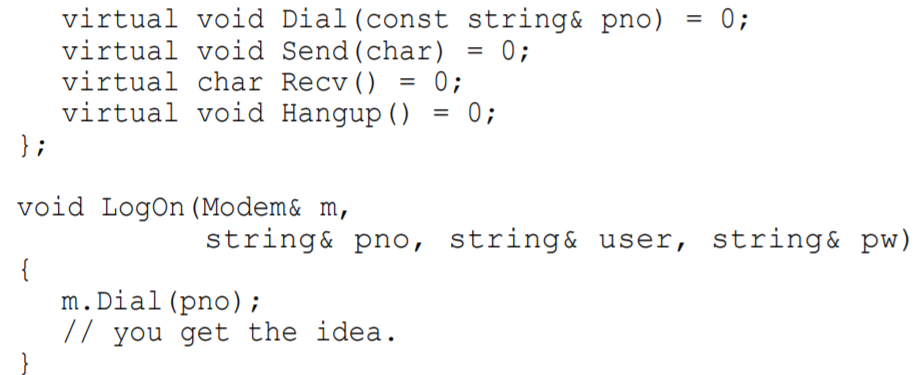 virtual void Dial(const string& pno) = 0;
virtual void Send(char) = 0;
virtual char Recv() = 0;
virtual void Hangup() = 0;
};
void LogOn(Modem& m,
string& pno, string& user, string& pw)
{
m.Dial(pno);
// you get the idea.
}